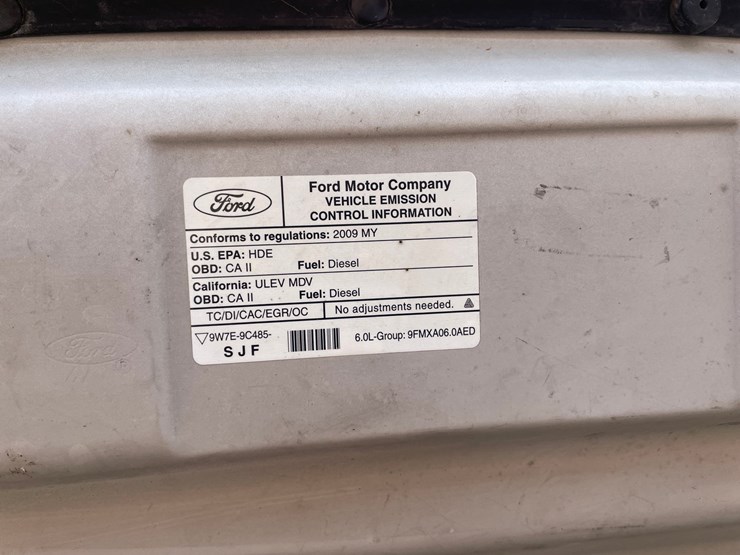 Ford
Ford Motor Company
VEHICLE EMISSION
CONTROL INFORMATION
Conforms to regulations: 2009 MY
U.S. EPA: HDE
OBD: CA II Fuel: Diesel
California: ULEV MDV
OBD: CA II Fuel: Diesel
TC/DI/CAC/EGR/OC No adjustments needed.
9W7E-9C485-
SJF
6.0L-Group: 9FMXA06.0AED
Ford